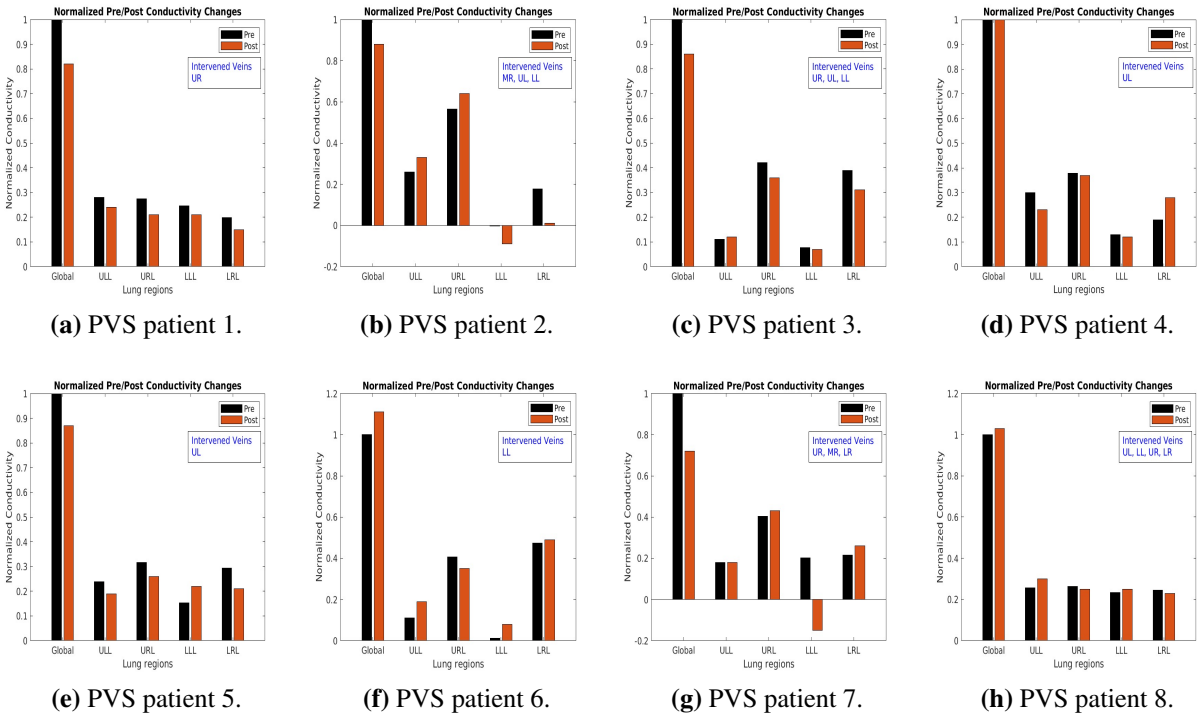 Normalized Pre/Post Conductivity Changes
Normalized Conductivity
1
0.9
0.8
0.7
0.6
0.5
0.4
0.3
0.2
0.1
0
Pre
Post
Intervened Veins
UR
Global ULL URL LLL LRL
Lung regions
(a) PVS patient 1.
Normalized Pre/Post Conductivity Changes
Normalized Conductivity
1
0.8
0.6
0.4
0.2
0
-0.2
Pre
Post
Intervened Veins
MR, UL, LL
Global ULL URL LLL LRL
Lung regions
(b) PVS patient 2.
Normalized Pre/Post Conductivity Changes
Normalized Conductivity
1
0.9
0.8
0.7
0.6
0.5
0.4
0.3
0.2
0.1
0
Pre
Post
Intervened Veins
UR, UL, LL
Global ULL URL LLL LRL
Lung regions
(c) PVS patient 3.
Normalized Pre/Post Conductivity Changes
Normalized Conductivity
1
0.9
0.8
0.7
0.6
0.5
0.4
0.3
0.2
0.1
0
Pre
Post
Intervened Veins
UL
Global ULL URL LLL LRL
Lung regions
(d) PVS patient 4.
Normalized Pre/Post Conductivity Changes
Normalized Conductivity
1
0.9
0.8
0.7
0.6
0.5
0.4
0.3
0.2
0.1
0
Pre
Post
Intervened Veins
UL
Global ULL URL LLL LRL
Lung regions
(e) PVS patient 5.
Normalized Pre/Post Conductivity Changes
Normalized Conductivity
1.2
1
0.8
0.6
0.4
0.2
0
Pre
Post
Intervened Veins
LL
Global ULL URL LLL LRL
Lung regions
(f) PVS patient 6.
Normalized Pre/Post Conductivity Changes
Normalized Conductivity
1
0.8
0.6
0.4
0.2
0
-0.2
Pre
Post
Intervened Veins
UR, MR, LR
Global ULL URL LLL LRL
Lung regions
(g) PVS patient 7.
Normalized Pre/Post Conductivity Changes
Normalized Conductivity
1.2
1
0.8
0.6
0.4
0.2
0
Pre
Post
Intervened Veins
UL, LL, UR, LR
Global ULL URL LLL LRL
Lung regions
(h) PVS patient 8.